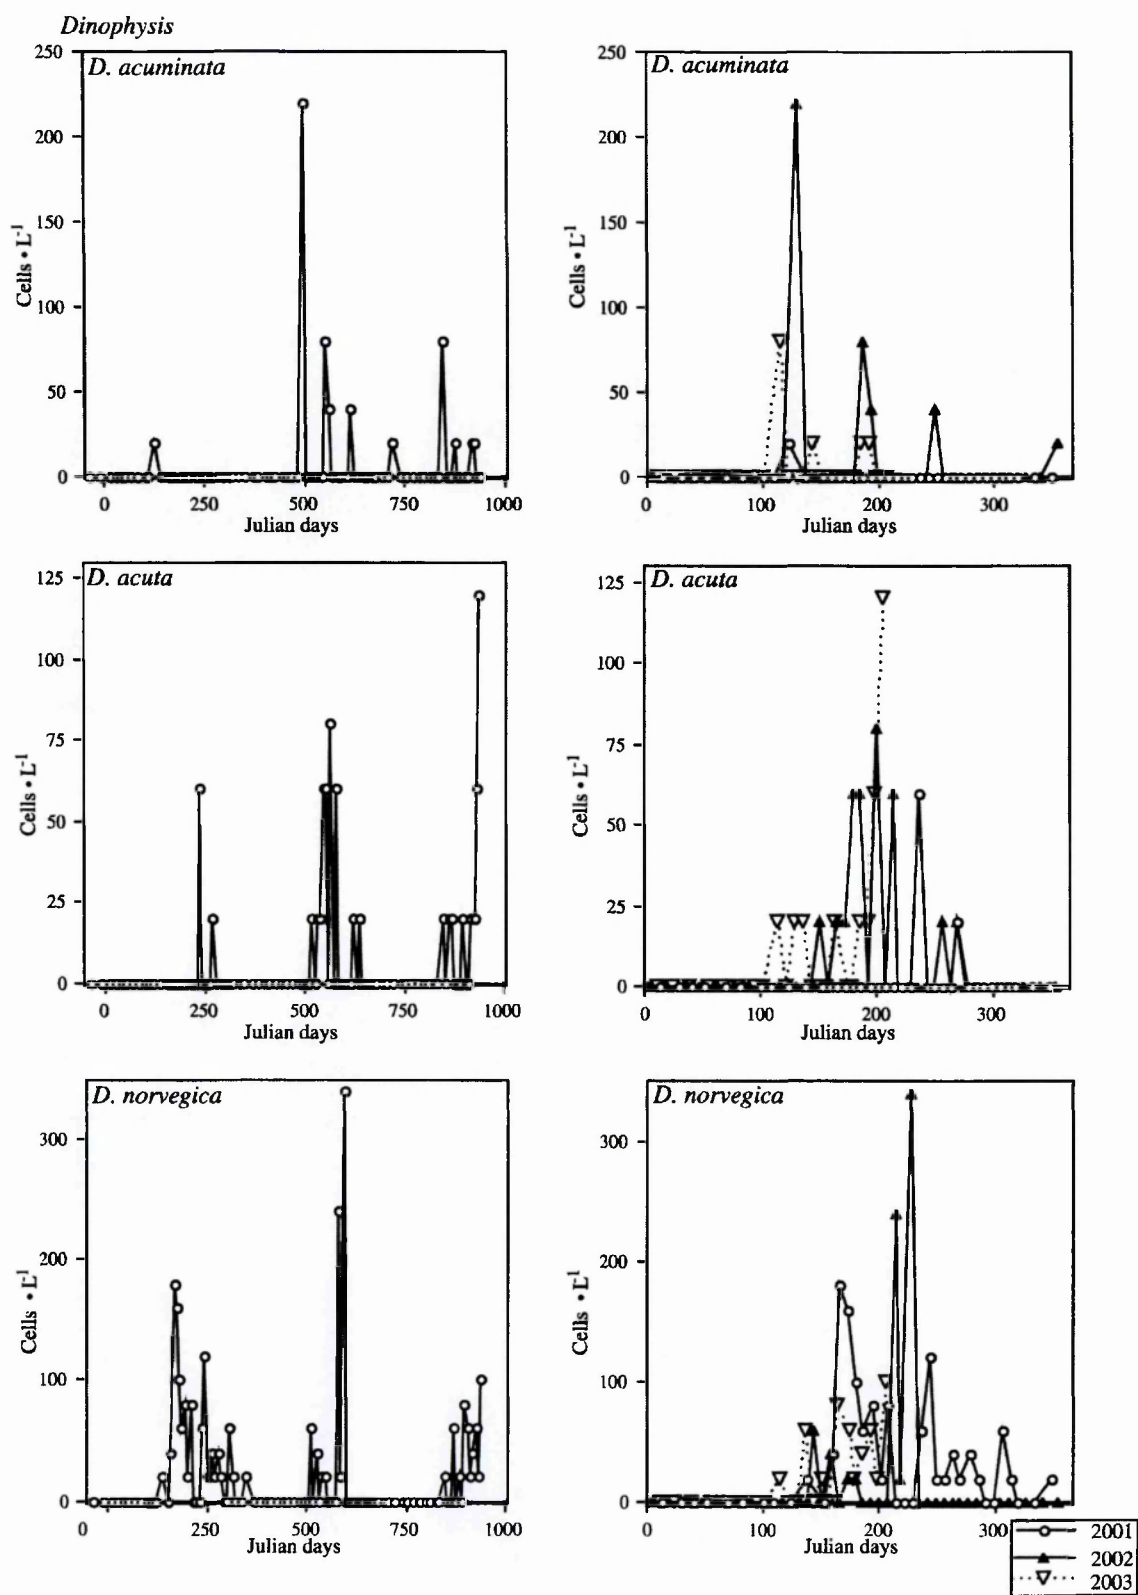 Dinophysis
D. acuminata
250
200
150
100
50
0
Cells • L-1
0 250 500 750 1000
Julian days
D. acuminata
250
200
150
100
50
0
Cells • L-1
0 100 200 300
Julian days
D. acuta
125
100
75
50
25
0
Cells • L-1
0 250 500 750 1000
Julian days
D. acuta
125
100
75
50
25
0
Cells • L-1
0 100 200 300
Julian days
D. norvegica
300
200
100
0
Cells • L-1
0 250 500 750 1000
Julian days
D. norvegica
300
200
100
0
Cells • L-1
0 100 200 300
Julian days
2001
2002
2003